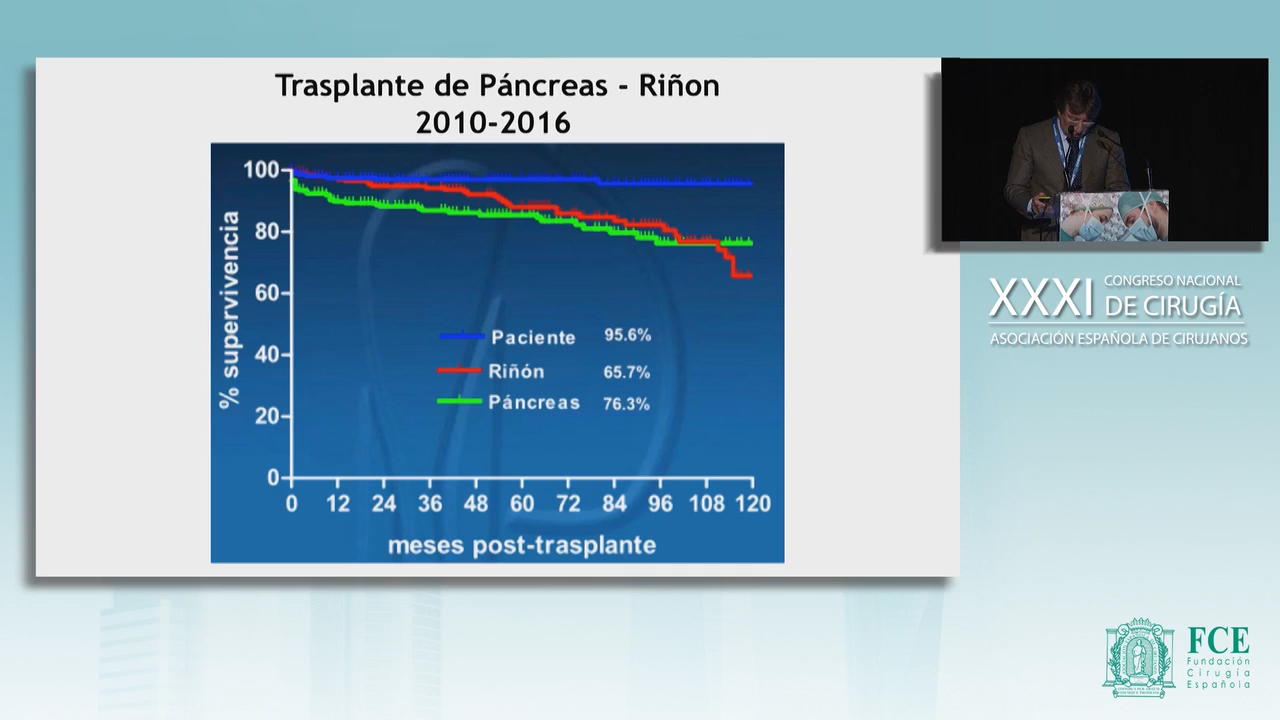 Trasplante de Páncreas - Riñon
2010-2016
% supervivencia
100
80
60
40
20
0
Paciente 95.6%
Riñón 65.7%
Páncreas 76.3%
0 12 24 36 48 60 72 84 96 108 120
meses post-trasplante
XXXI CONGRESO NACIONAL
DE CIRUGÍA
ASOCIACIÓN ESPAÑOLA DE CIRUJANOS
FCE
Fundación
Cirugía
Española